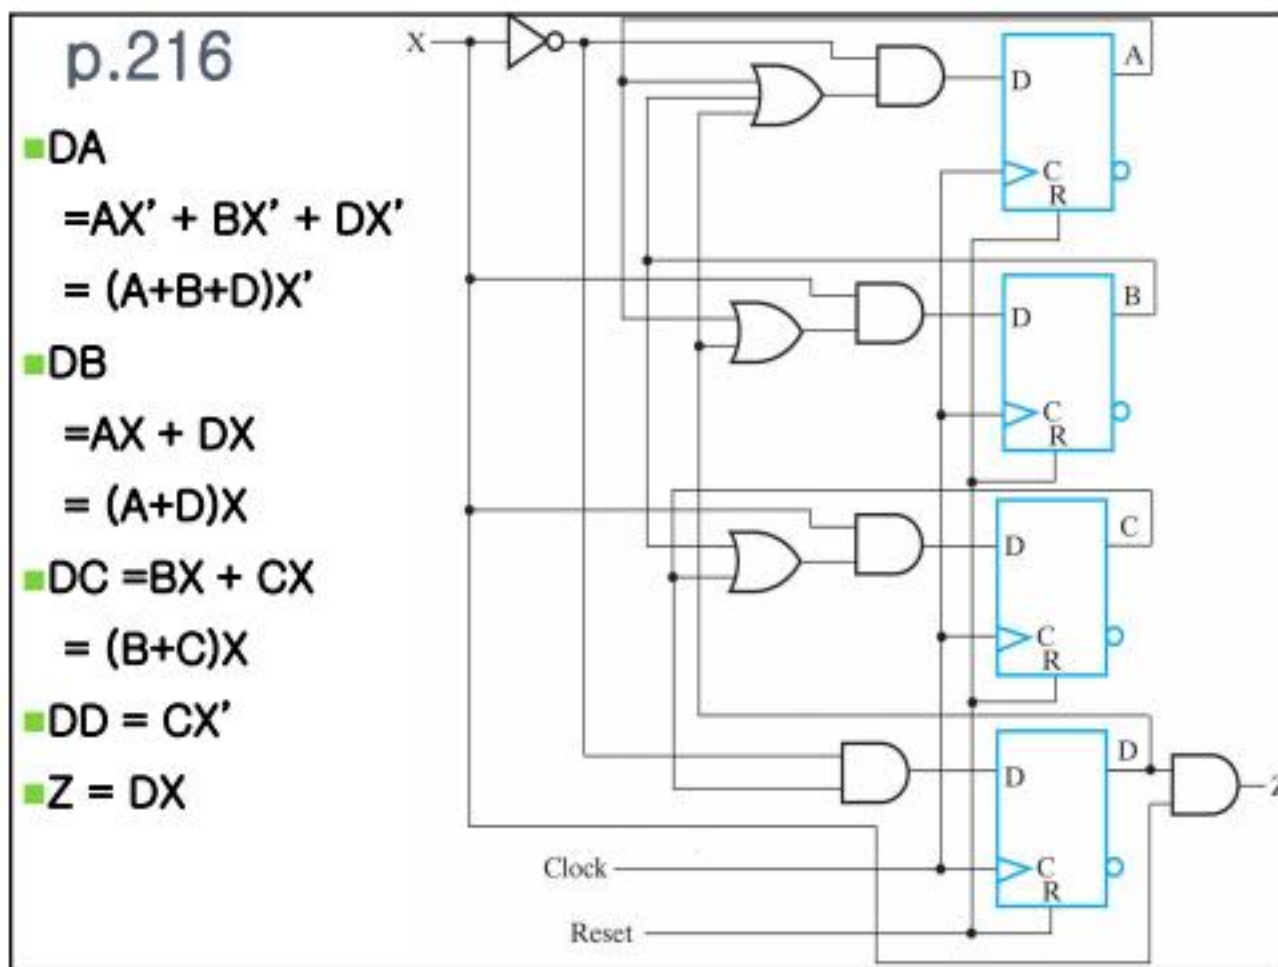 p.216
DA
=AX' + BX' + DX'
= (A+B+D)X'
DB
=AX + DX
= (A+D)X
DC =BX + CX
= (B+C)X
DD = CX'
Z = DX
X
D
A
C
R
D
B
C
R
D
C
C
R
D
D
Z
C
R
Clock
Reset